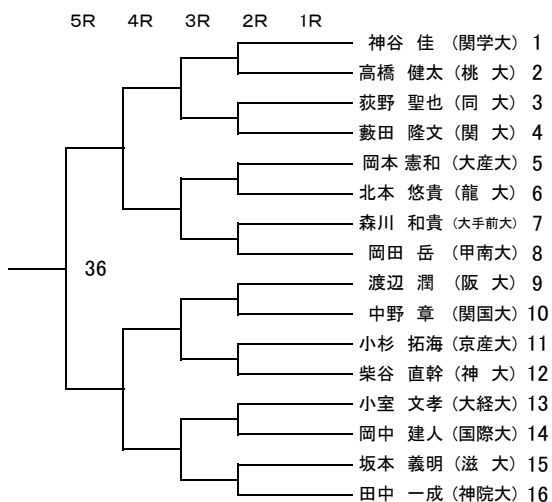 5R 4R 3R 2R 1R
神谷 佳 (関学大) 1
高橋 健太 (桃 大) 2
荻野 聖也 (同 大) 3
藪田 隆文 (関 大) 4
岡本 憲和 (大産大) 5
北本 悠貴 (龍 大) 6
森川 和貴 (大手前大) 7
岡田 岳 (甲南大) 8
36
渡辺 潤 (阪 大) 9
中野 章 (関国大) 10
小杉 拓海 (京産大) 11
柴谷 直幹 (神 大) 12
小室 文孝 (大経大) 13
岡中 建人 (国際大) 14
坂本 義明 (滋 大) 15
田中 一成 (神院大) 16